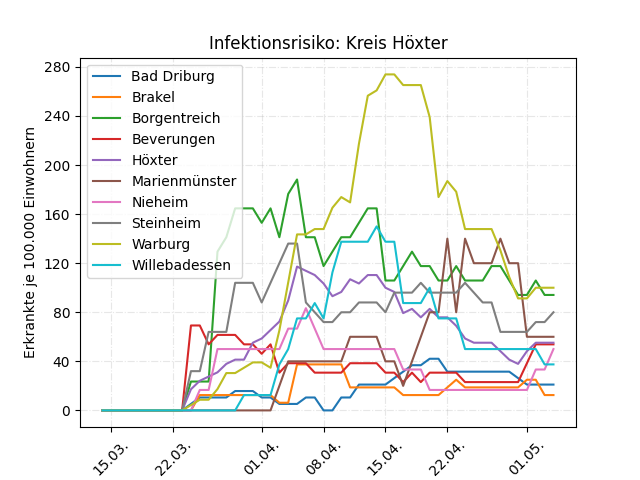 Infektionsrisiko: Kreis Höxter
Erkrankte je 100.000 Einwohnern
280
240
200
160
120
80
40
0
Bad Driburg
Brakel
Borgentreich
Beverungen
Höxter
Marienmünster
Nieheim
Steinheim
Warburg
Willebadessen
15.03.
22.03.
01.04.
08.04.
15.04.
22.04.
01.05.